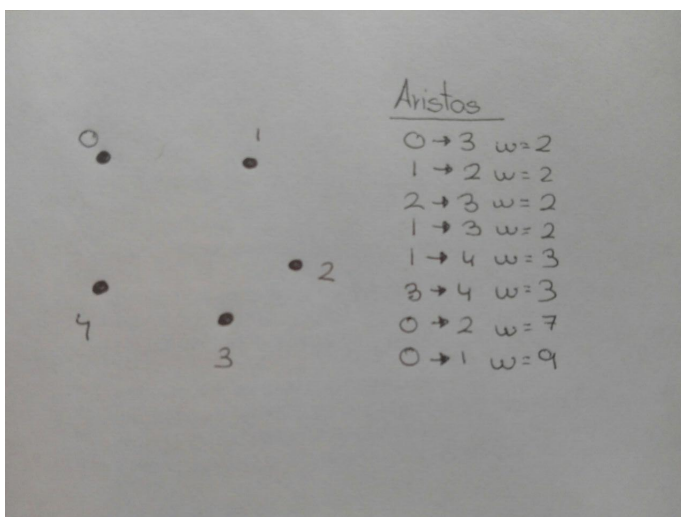 Aristas
0
1
0 → 3 w=2
1 → 2 w=2
2 → 3 w=2
1 → 3 w=2
1 → 4 w=3
2
3 → 4 w=3
4
0 → 2 w=7
3
0 → 1 w=9